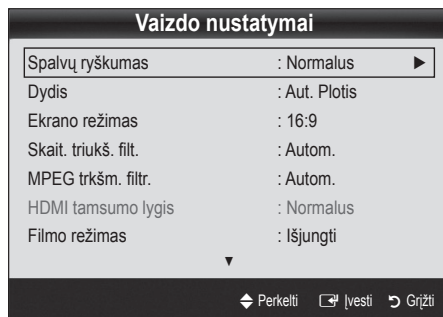 Vaizdo nustatymai
Spalvų ryškumas : Normalus ►
Dydis : Aut. Plotis
Ekrano režimas : 16:9
Skait. triukš. filt. : Autom.
MPEG trkšm. filtr. : Autom.
HDMI tamsumo lygis : Normalus
Filmo režimas : Išjungti
▼
Perkelti Įvesti Grįžti